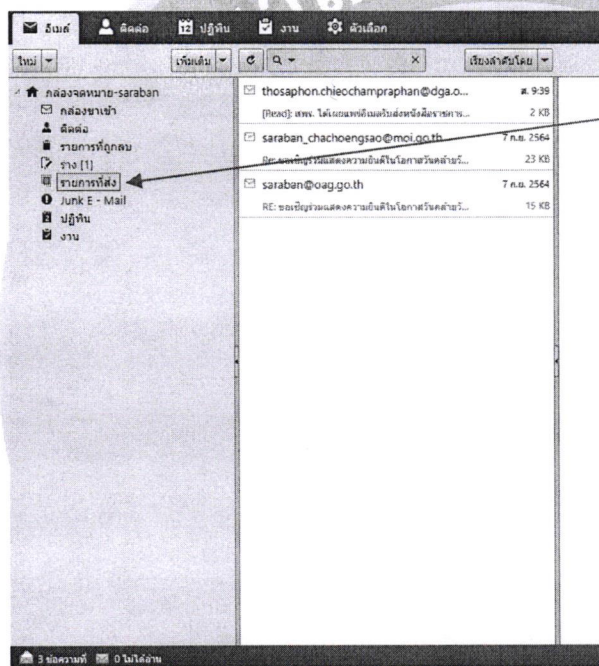 อีเมล์ ติดต่อ 12 ปฏิทิน งาน ตัวเลือก
ใหม่ เพิ่มเติม เรียงลำดับโดย
กล่องจดหมาย-saraban
กล่องขาเข้า
ติดต่อ
รายการที่ถูกลบ
ร่าง [1]
รายการที่ส่ง
Junk E - Mail
ปฏิทิน
งาน
thosaphon.chieochampraphan@dga.o... ส. 9:39
[Read]: สพร. ได้เผยแพร่อีเมลรับส่งหนังสือราชการ... 2 KB
saraban_chachoengsao@moi.go.th 7 ก.ย. 2564
Re: ขอเชิญร่วมแสดงความยินดีในโอกาสวันคล้ายวั... 23 KB
saraban@oag.go.th 7 ก.ย. 2564
RE: ขอเชิญร่วมแสดงความยินดีในโอกาสวันคล้ายวั... 15 KB
3 ข้อความที่ 0 ไม่ได้อ่าน